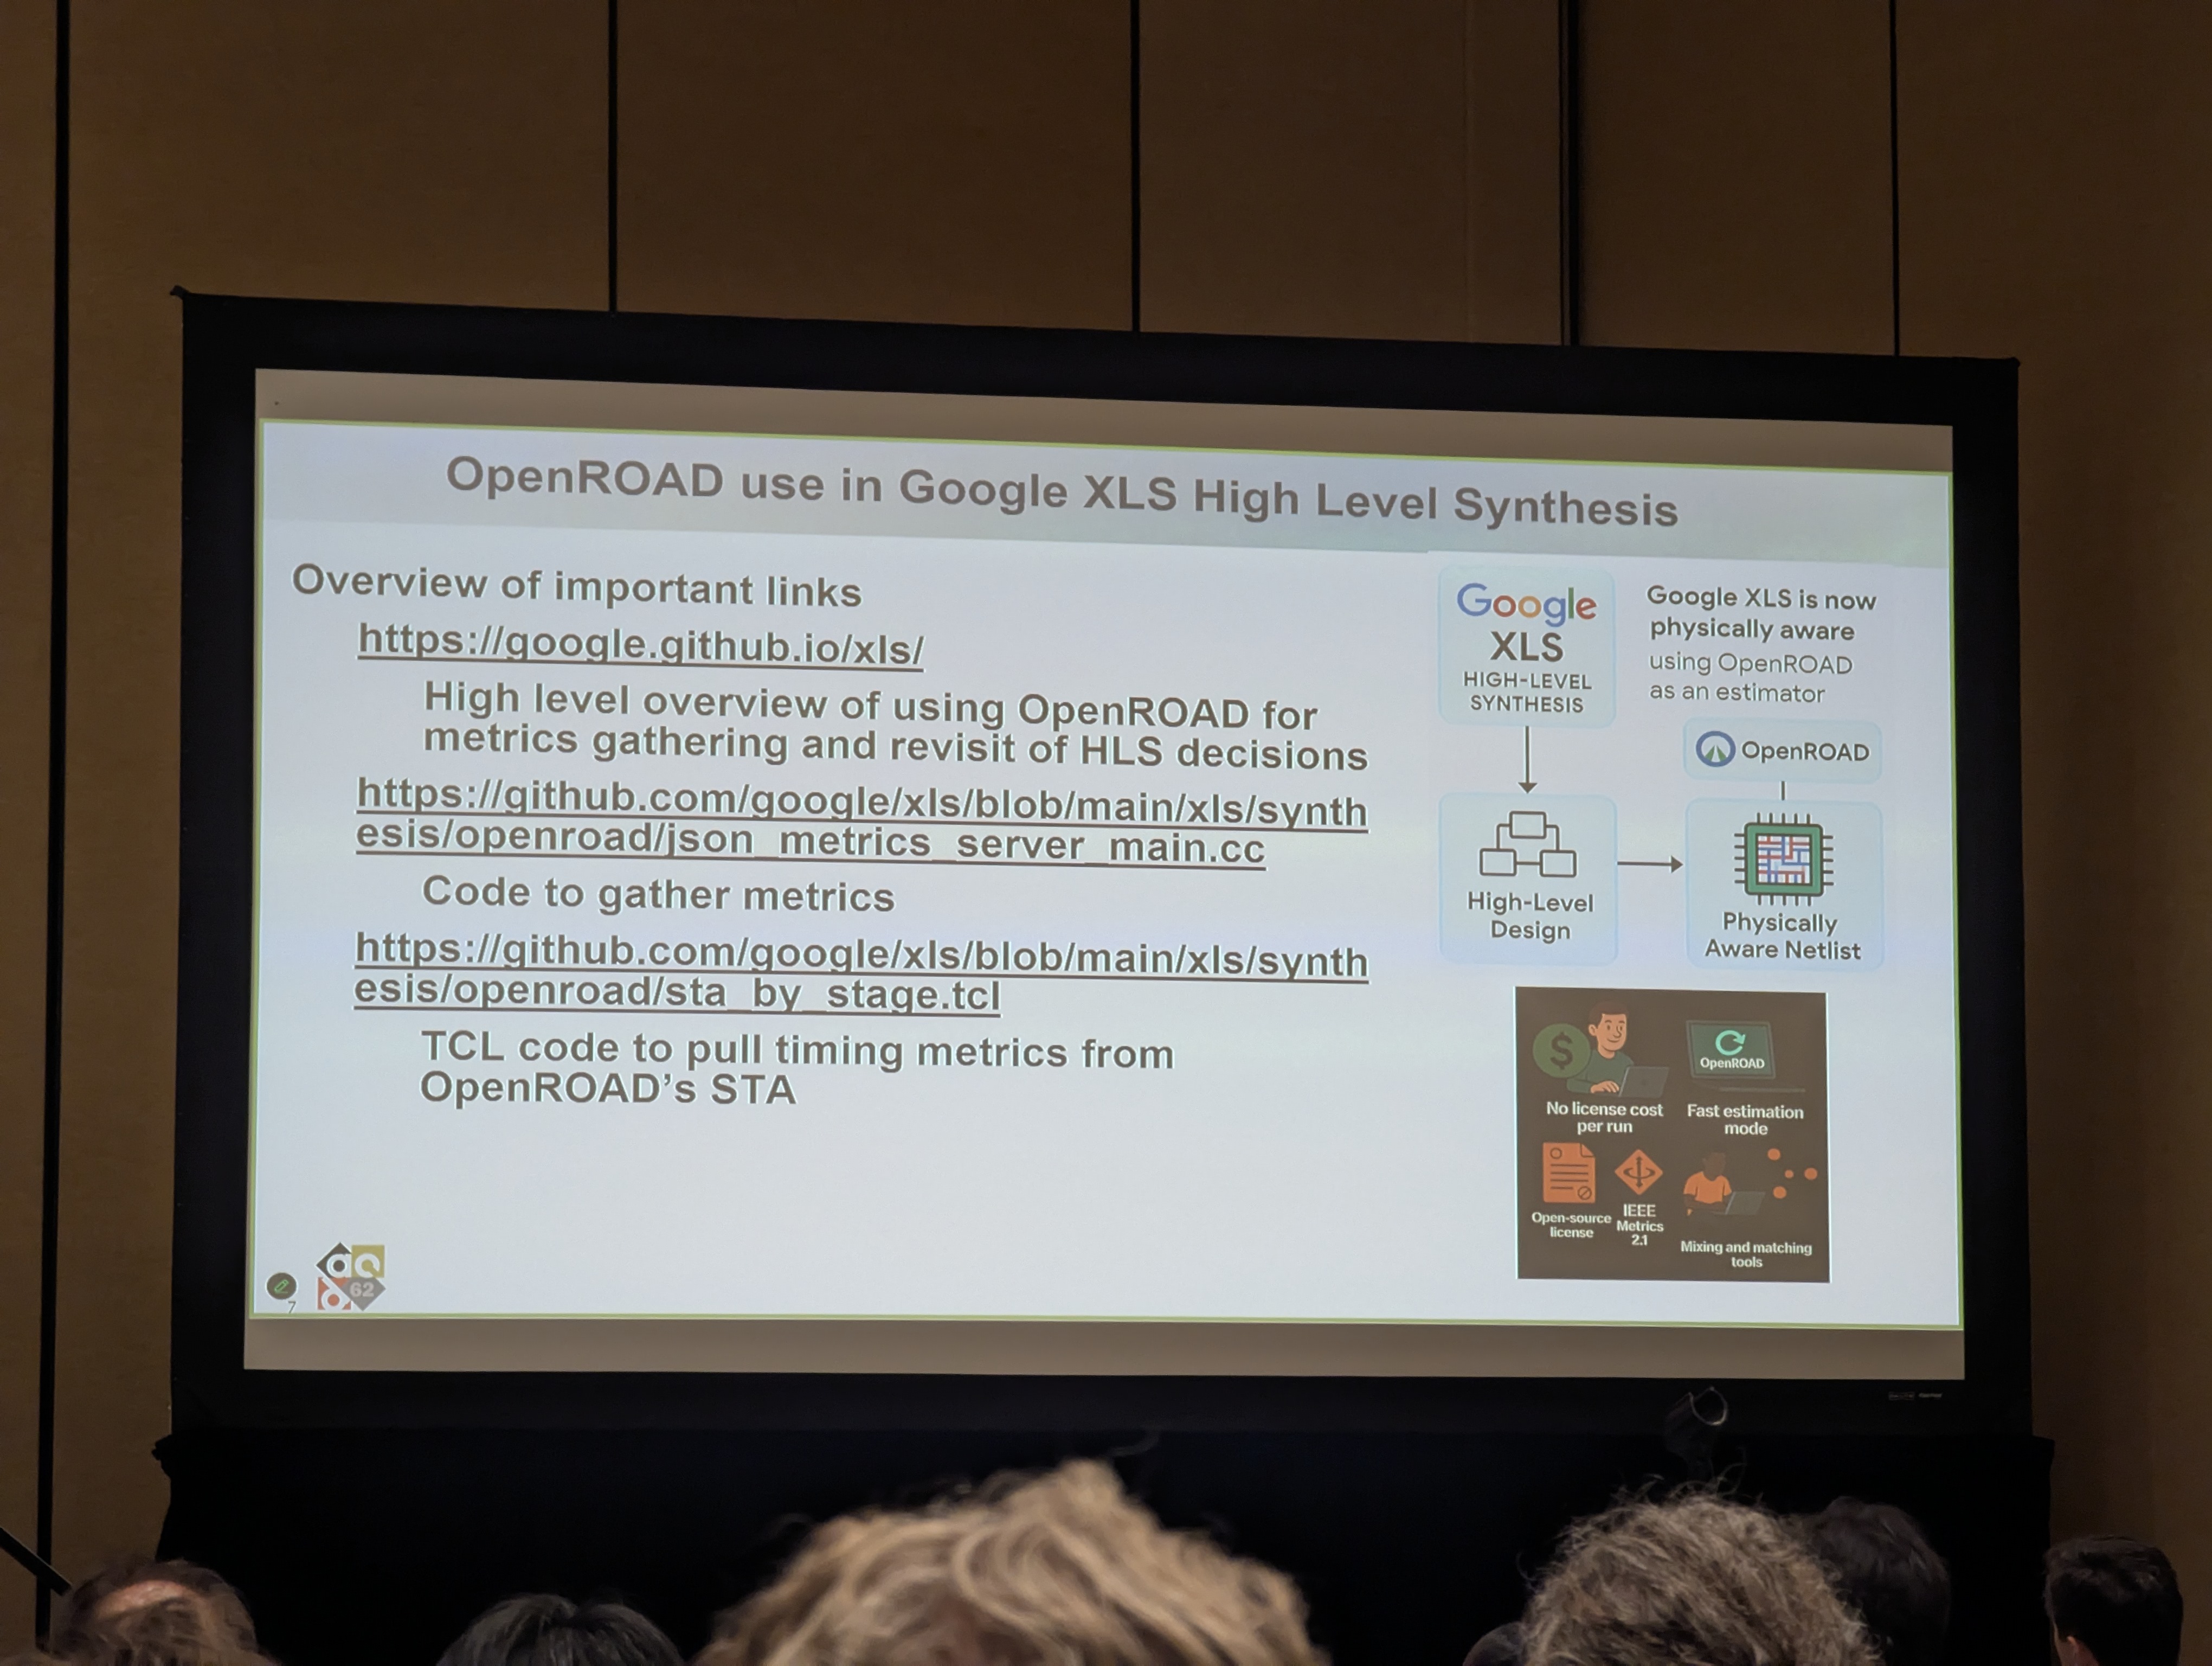 OpenROAD use in Google XLS High Level Synthesis
Overview of important links
https://google.github.io/xls/
High level overview of using OpenROAD for
metrics gathering and revisit of HLS decisions
https://github.com/google/xls/blob/main/xls/synth
esis/openroad/json_metrics_server_main.cc
Code to gather metrics
https://github.com/google/xls/blob/main/xls/synth
esis/openroad/sta_by_stage.tcl
TCL code to pull timing metrics from
OpenROAD’s STA
Google
XLS
HIGH-LEVEL
SYNTHESIS
Google XLS is now
physically aware
using OpenROAD
as an estimator
OpenROAD
High-Level
Design
Physically
Aware Netlist
$
No license cost
per run
OpenROAD
Fast estimation
mode
Open-source
license
IEEE
Metrics
2.1
Mixing and matching
tools
62
7